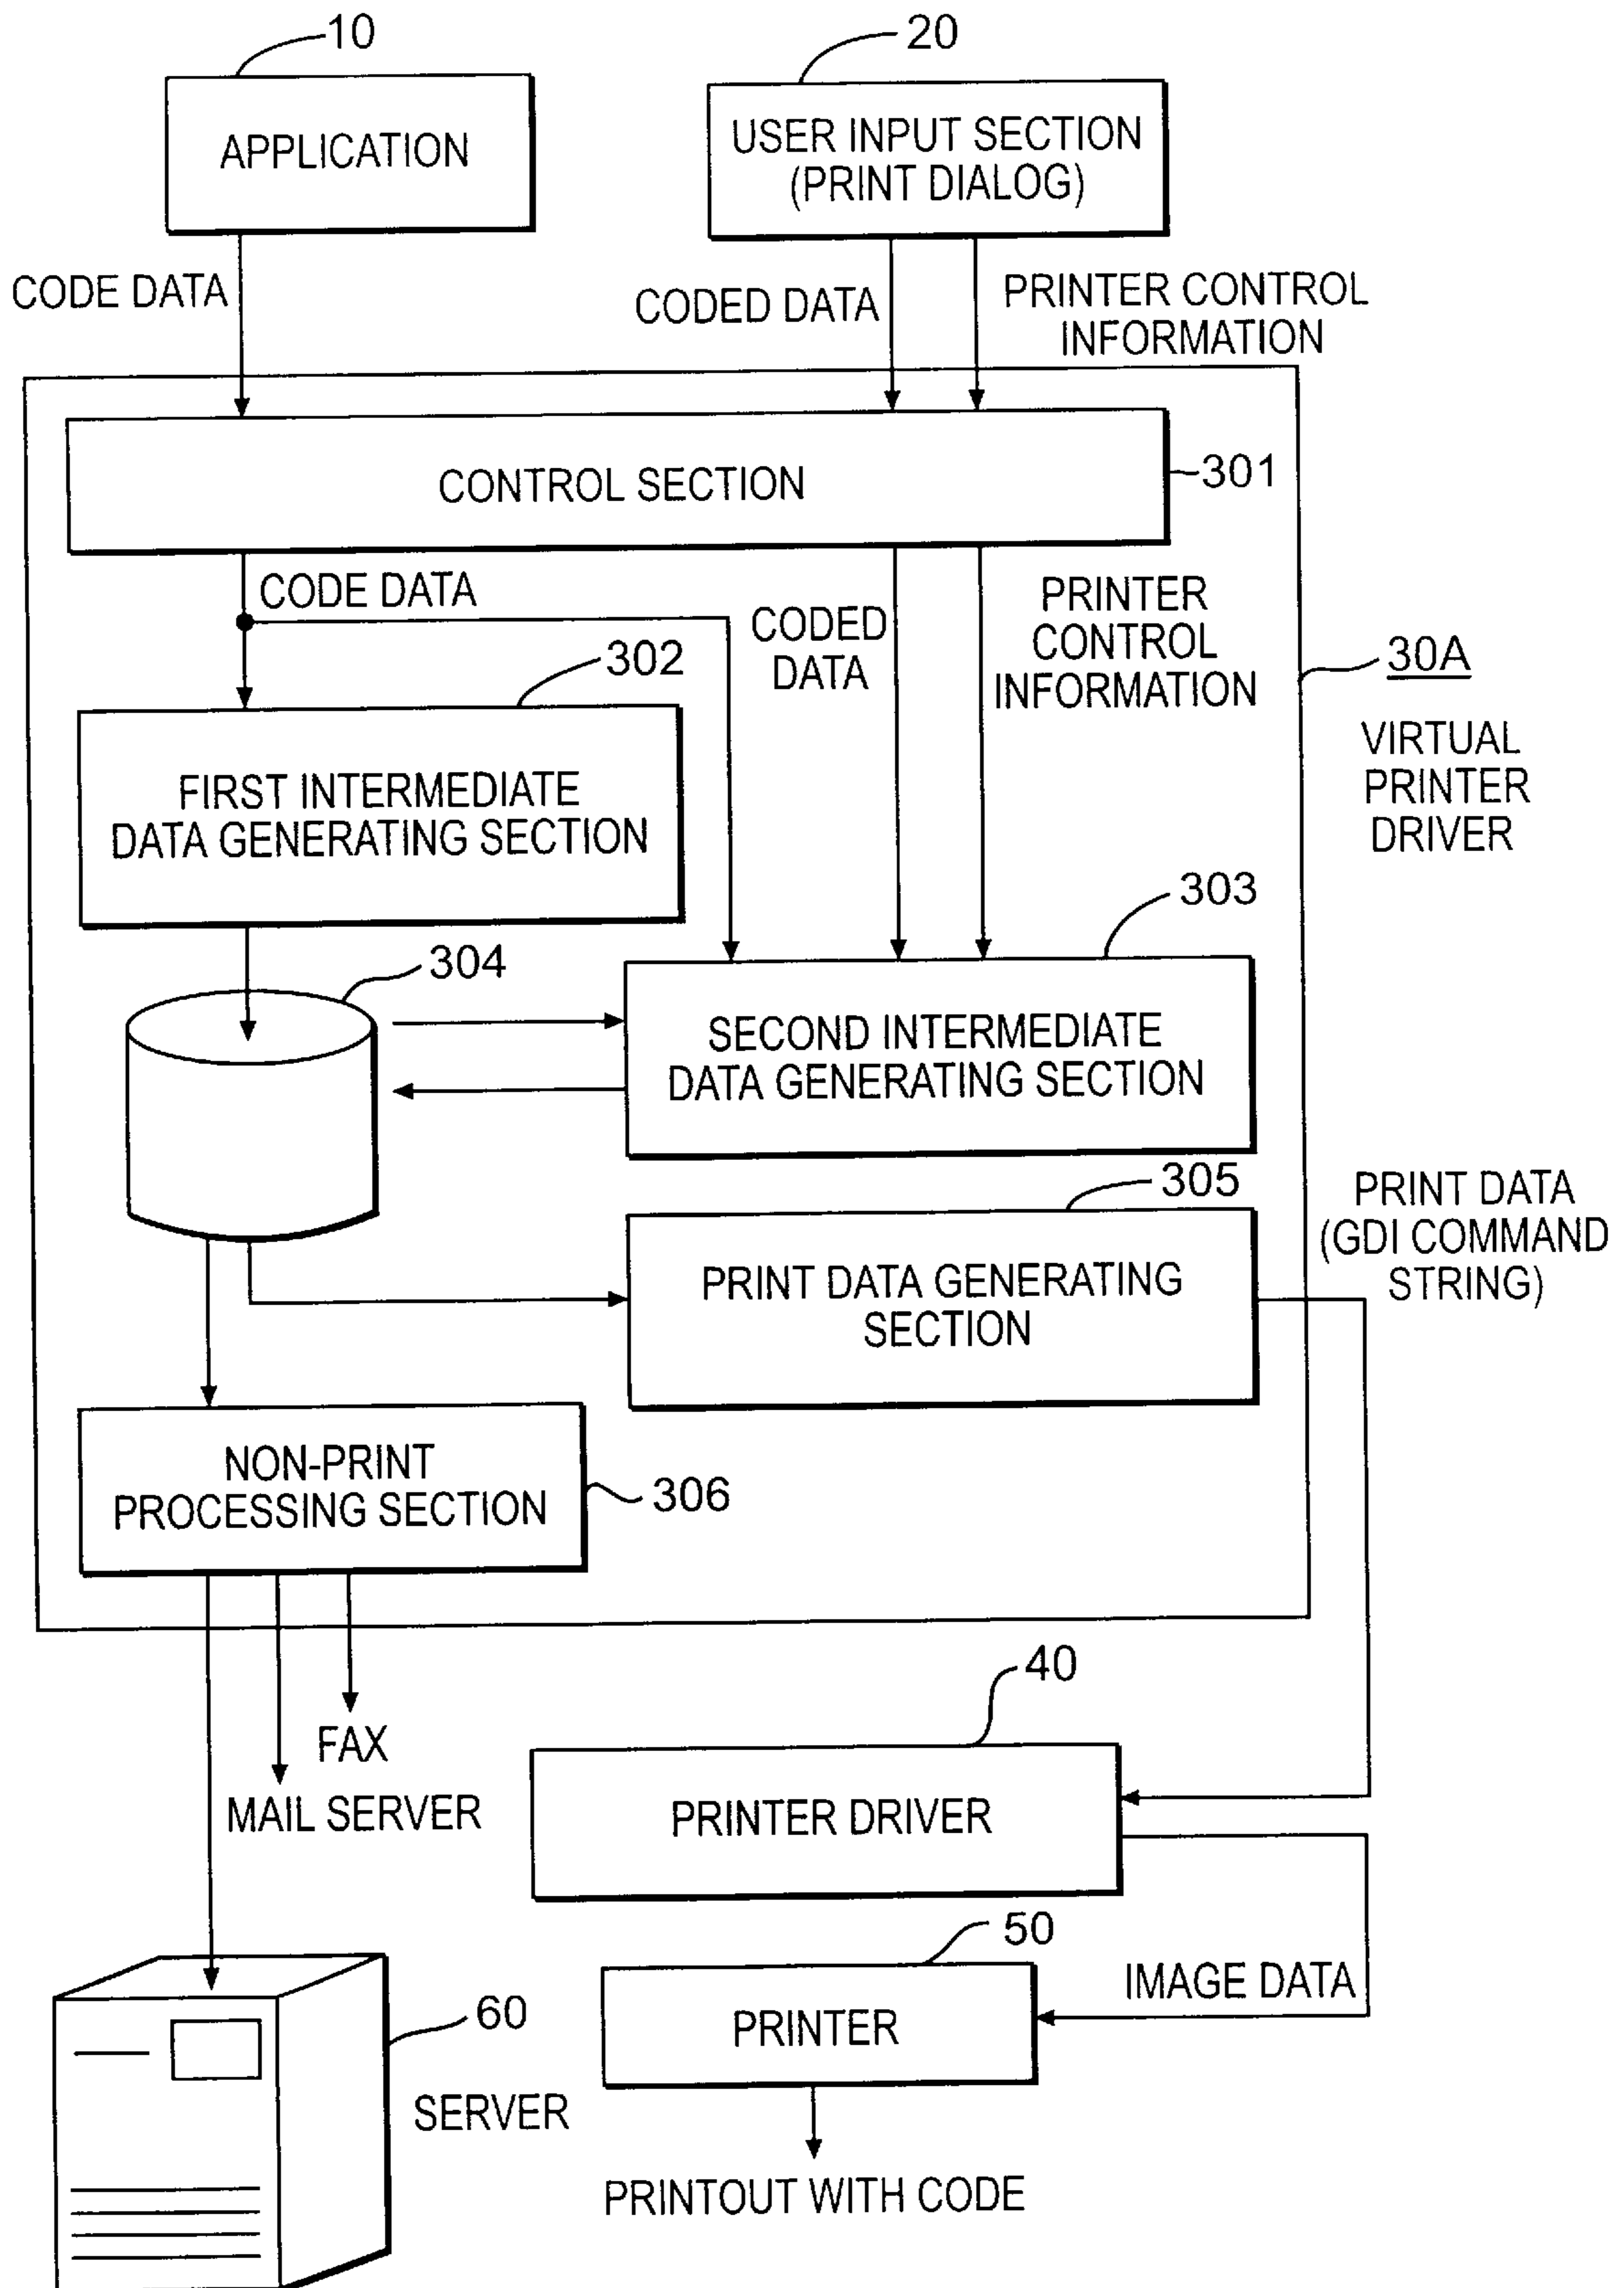 10
20
APPLICATION
USER INPUT SECTION
(PRINT DIALOG)
CODE DATA
CODED DATA
PRINTER CONTROL
INFORMATION
CONTROL SECTION
301
CODE DATA
CODED
DATA
PRINTER
CONTROL
INFORMATION
302
30A
VIRTUAL
PRINTER
DRIVER
FIRST INTERMEDIATE
DATA GENERATING SECTION
303
304
SECOND INTERMEDIATE
DATA GENERATING SECTION
305
PRINT DATA
(GDI COMMAND
STRING)
PRINT DATA GENERATING
SECTION
NON-PRINT
PROCESSING SECTION
306
40
FAX
MAIL SERVER
PRINTER DRIVER
50
IMAGE DATA
PRINTER
60
SERVER
PRINTOUT WITH CODE